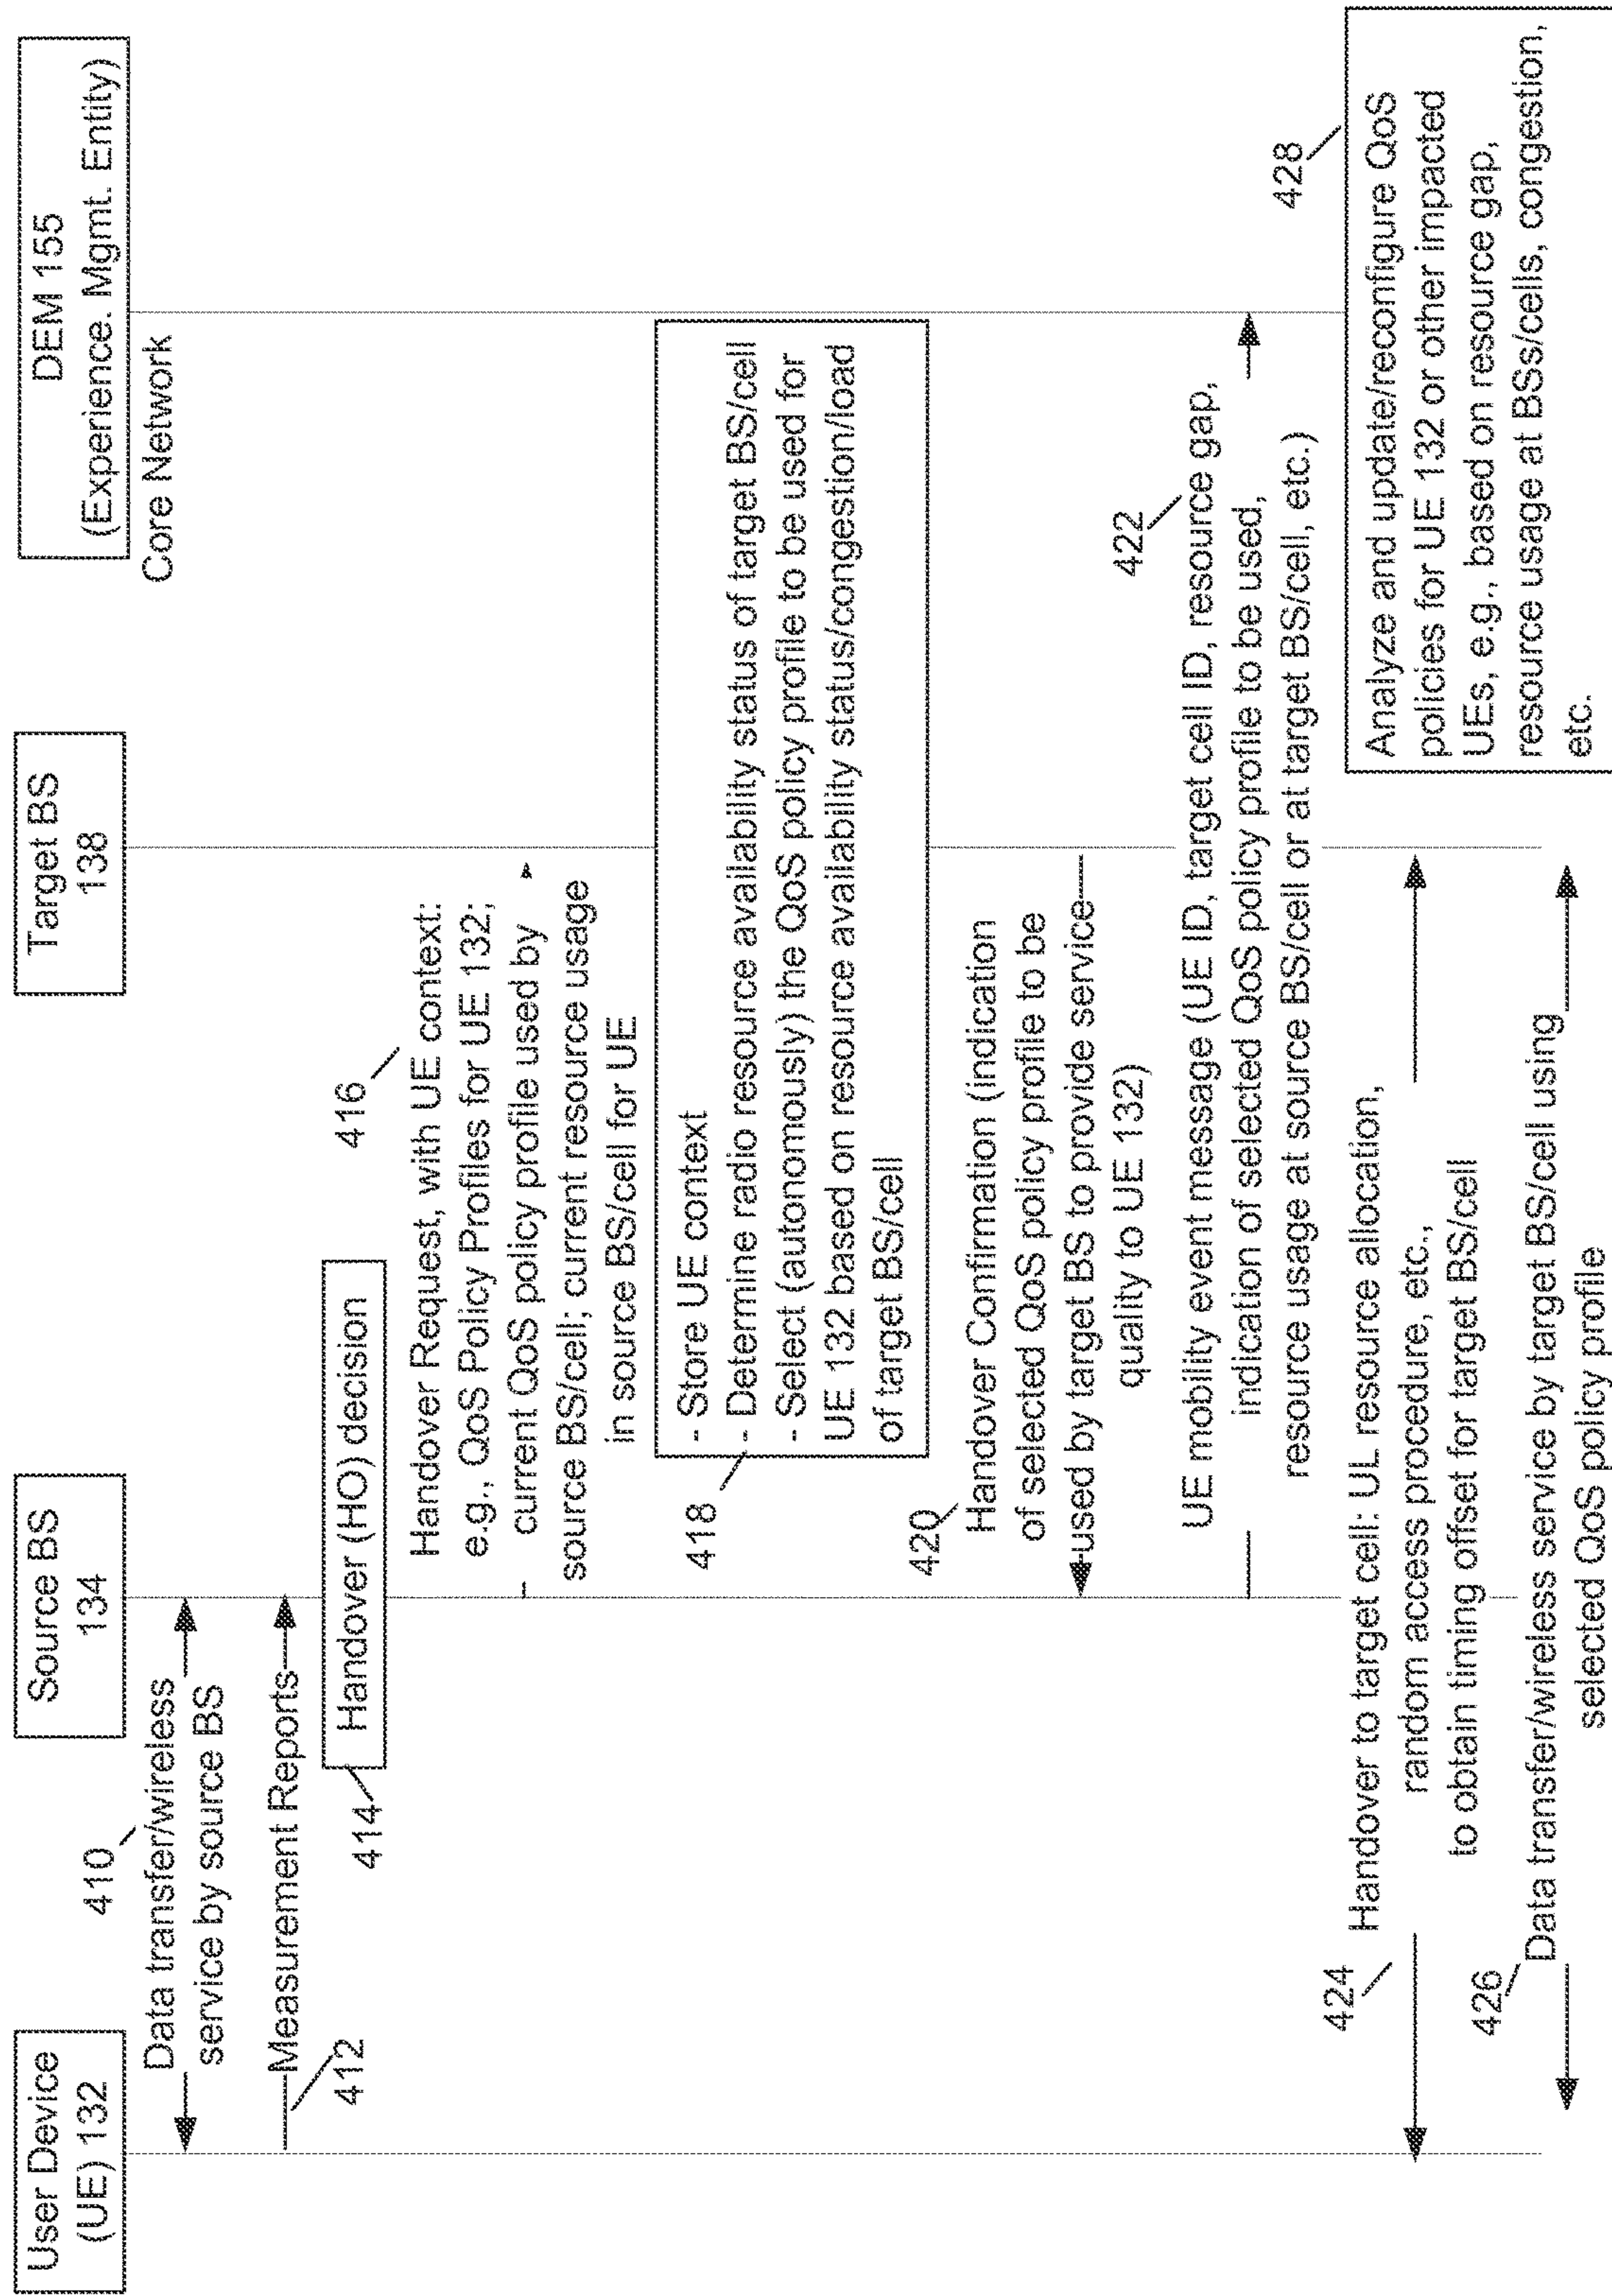 User Device
(UE) 132
Source BS
134
Target BS
138
DEM 155
(Experience. Mgmt. Entity)
Core Network
410
Data transfer/wireless
service by source BS
Measurement Reports
412
Handover (HO) decision
414
416
Handover Request, with UE context:
e.g., QoS Policy Profiles for UE 132;
current QoS policy profile used by
source BS/cell; current resource usage
in source BS/cell for UE
- Store UE context
- Determine radio resource availability status of target BS/cell
- Select (autonomously) the QoS policy profile to be used for
UE 132 based on resource availability status/congestion/load
of target BS/cell
418
420
Handover Confirmation (indication
of selected QoS policy profile to be
used by target BS to provide service
quality to UE 132)
422
UE mobility event message (UE ID, target cell ID, resource gap,
indication of selected QoS policy profile to be used,
resource usage at source BS/cell or at target BS/cell, etc.)
424
Handover to target cell: UL resource allocation,
random access procedure, etc.,
to obtain timing offset for target BS/cell
428
Analyze and update/reconfigure QoS
policies for UE 132 or other impacted
UEs, e.g., based on resource gap,
resource usage at BSs/cells, congestion,
etc.
426
Data transfer/wireless service by target BS/cell using
selected QoS policy profile